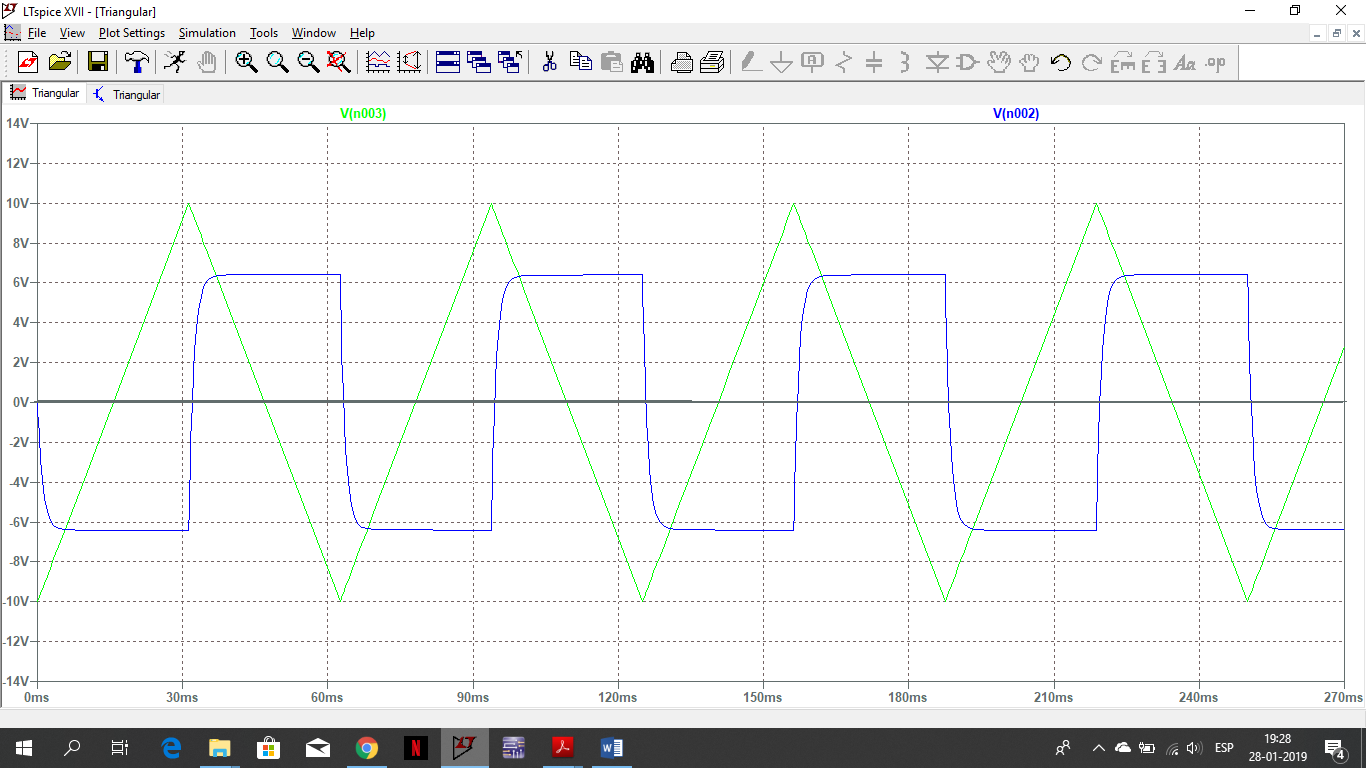 LTspice XVII - [Triangular]
File View Plot Settings Simulation Tools Window Help
Triangular Triangular
V(n003) V(n002)
14V
12V
10V
8V
6V
4V
2V
0V
-2V
-4V
-6V
-8V
-10V
-12V
-14V
0ms 30ms 60ms 90ms 120ms 150ms 180ms 210ms 240ms 270ms
ESP
19:28
28-01-2019
4